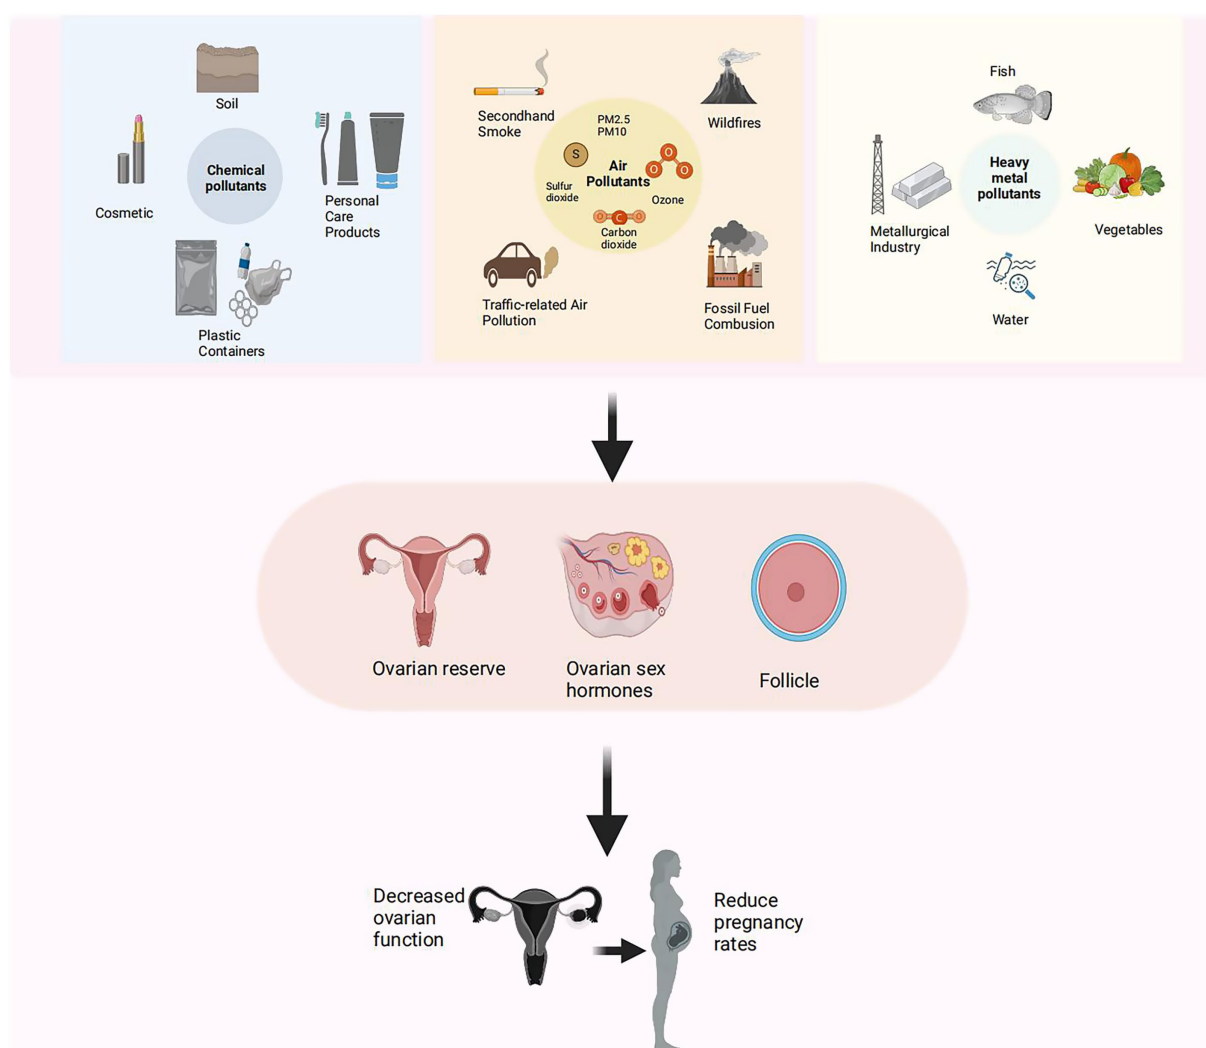 Soil
Chemical
pollutants
Cosmetic
Personal
Care
Products
Plastic
Containers
Secondhand
Smoke
PM2.5
PM10
Wildfires
S
Air
Pollutants
O
O O
Sulfur
dioxide
Ozone
O C O
Carbon
dioxide
Traffic-related Air
Pollution
Fossil Fuel
Combusion
Fish
Heavy
metal
pollutants
Metallurgical
Industry
Vegetables
Water
Ovarian reserve
Ovarian sex
hormones
Follicle
Decreased
ovarian
function
Reduce
pregnancy
rates